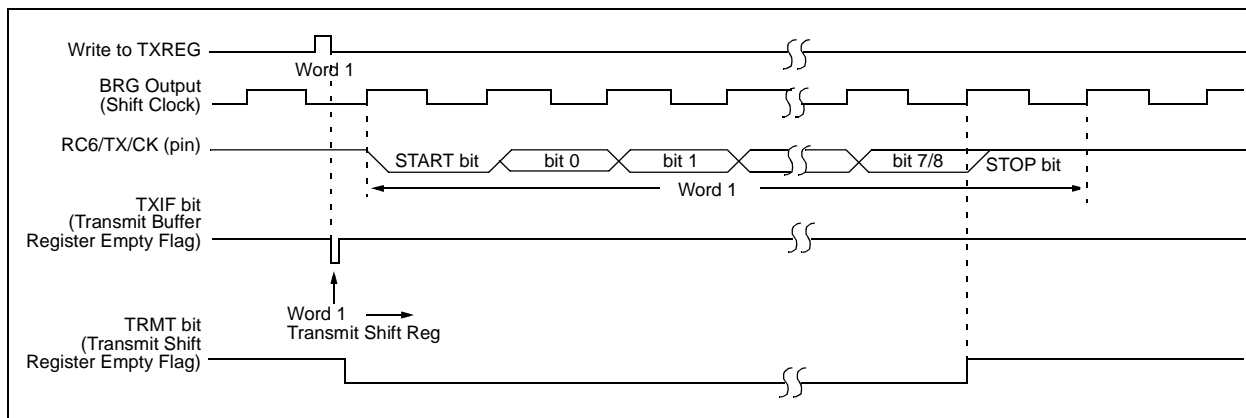 Write to TXREG
Word 1
BRG Output
(Shift Clock)
RC6/TX/CK (pin)
START bit
bit 0
bit 1
bit 7/8
STOP bit
Word 1
TXIF bit
(Transmit Buffer
Register Empty Flag)
Word 1
Transmit Shift Reg
TRMT bit
(Transmit Shift
Register Empty Flag)